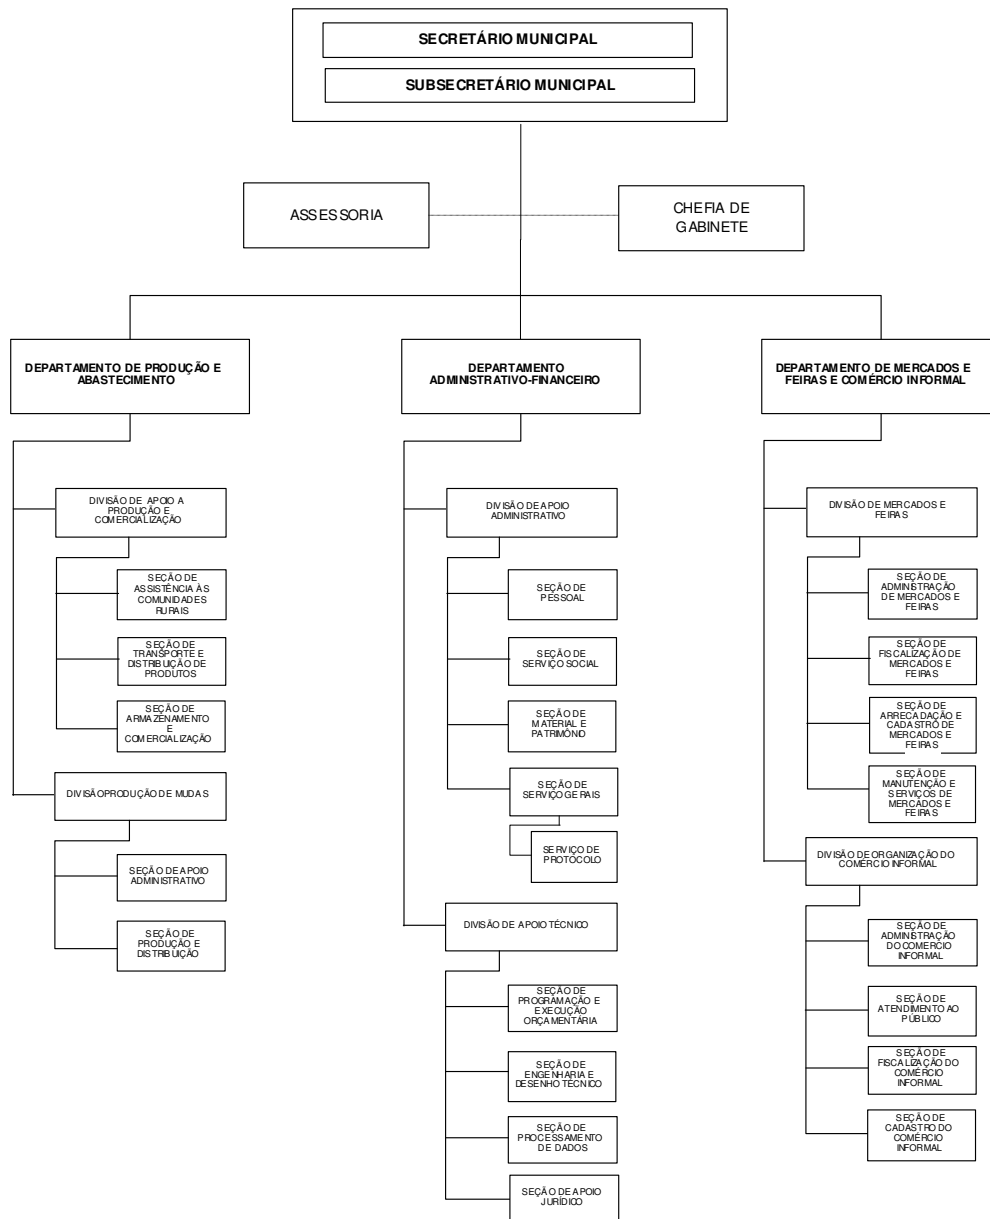 SECRETÁRIO MUNICIPAL
SUBSECRETÁRIO MUNICIPAL
ASSESSORIA
CHEFIA DE
GABINETE
DEPARTAMENTO DE PRODUÇÃO E
ABASTECIMENTO
DIVISÃO DE APOIO A
PRODUÇÃO E
COMERCIALIZAÇÃO
SEÇÃO DE
ASSISTÊNCIA ÀS
COMUNIDADES
RURAIS
SEÇÃO DE
TRANSPORTE E
DISTRIBUIÇÃO DE
PRODUTOS
SEÇÃO DE
ARMAZENAMENTO
E
COMERCIALIZAÇÃO
DIVISÃO PRODUÇÃO DE MUDAS
SEÇÃO DE APOIO
ADMINISTRATIVO
SEÇÃO DE
PRODUÇÃO E
DISTRIBUIÇÃO
DEPARTAMENTO
ADMINISTRATIVO-FINANCEIRO
DIVISÃO DE APOIO
ADMINISTRATIVO
SEÇÃO DE
PESSOAL
SEÇÃO DE
SERVIÇO SOCIAL
SEÇÃO DE
MATERIAL E
PATRIMÔNIO
SEÇÃO DE
SERVIÇO GERAIS
SERVIÇO DE
PROTOCOLO
DIVISÃO DE APOIO TÉCNICO
SEÇÃO DE
PROGRAMAÇÃO E
EXECUÇÃO
ORÇAMENTÁRIA
SEÇÃO DE
ENGENHARIA E
DESENHO TÉCNICO
SEÇÃO DE
PROCESSAMENTO
DE DADOS
SEÇÃO DE APOIO
JURÍDICO
DEPARTAMENTO DE MERCADOS E
FEIRAS E COMÉRCIO INFORMAL
DIVISÃO DE MERCADOS E
FEIRAS
SEÇÃO DE
ADMINISTRAÇÃO
DE MERCADOS E
FEIRAS
SEÇÃO DE
FISCALIZAÇÃO DE
MERCADOS E
FEIRAS
SEÇÃO DE
ARRECADAÇÃO E
CADASTRO DE
MERCADOS E
FEIRAS
SEÇÃO DE
MANUTENÇÃO E
SERVIÇOS DE
MERCADOS E
FEIRAS
DIVISÃO DE ORGANIZAÇÃO DO
COMÉRCIO INFORMAL
SEÇÃO DE
ADMINISTRAÇÃO
DO COMERCIO
INFORMAL
SEÇÃO DE
ATENDIMENTO AO
PÚBLICO
SEÇÃO DE
FISCALIZAÇÃO DO
COMÉRCIO
INFORMAL
SEÇÃO DE
CADASTRO DO
COMÉRCIO
INFORMAL